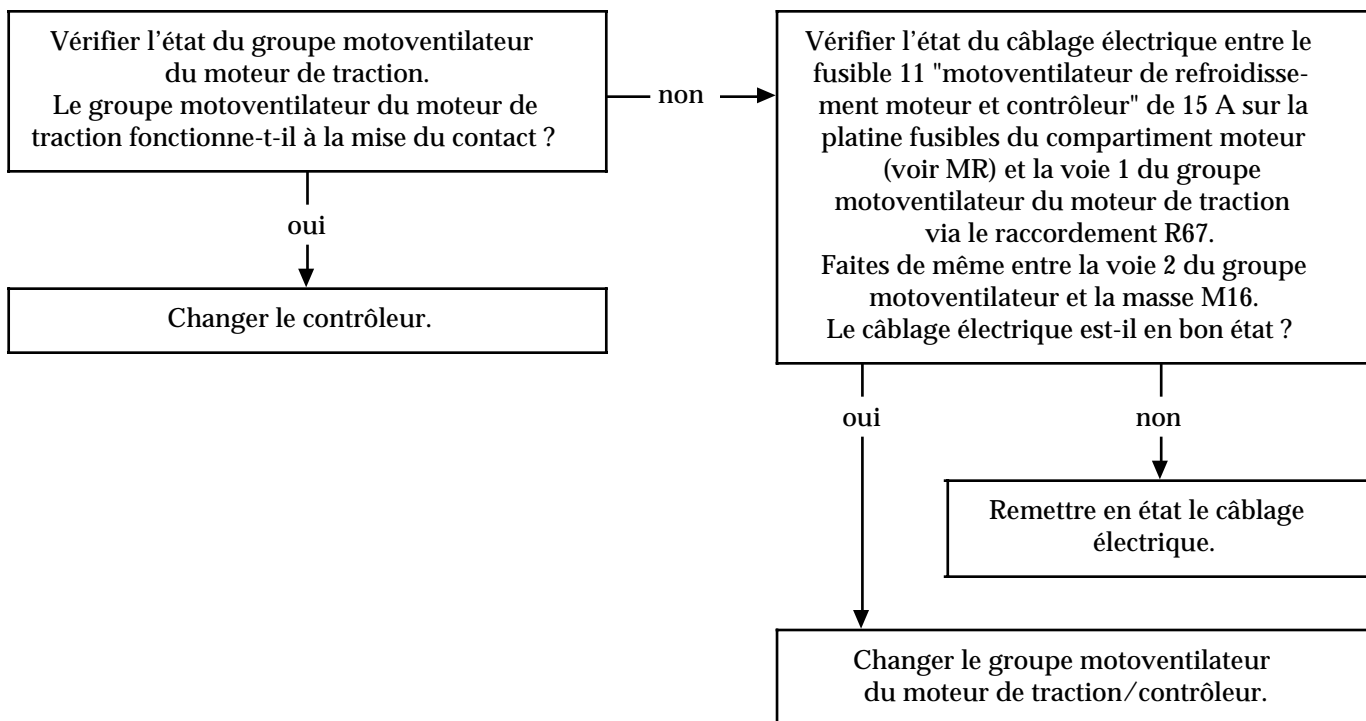 Vérifier l’état du groupe motoventilateur
du moteur de traction.
Le groupe motoventilateur du moteur de
traction fonctionne-t-il à la mise du contact ?
non
Vérifier l’état du câblage électrique entre le
fusible 11 "motoventilateur de refroidisse-
ment moteur et contrôleur" de 15 A sur la
platine fusibles du compartiment moteur
(voir MR) et la voie 1 du groupe
motoventilateur du moteur de traction
via le raccordement R67.
Faites de même entre la voie 2 du groupe
motoventilateur et la masse M16.
Le câblage électrique est-il en bon état ?
oui
Changer le contrôleur.
oui
non
Remettre en état le câblage
électrique.
Changer le groupe motoventilateur
du moteur de traction/contrôleur.